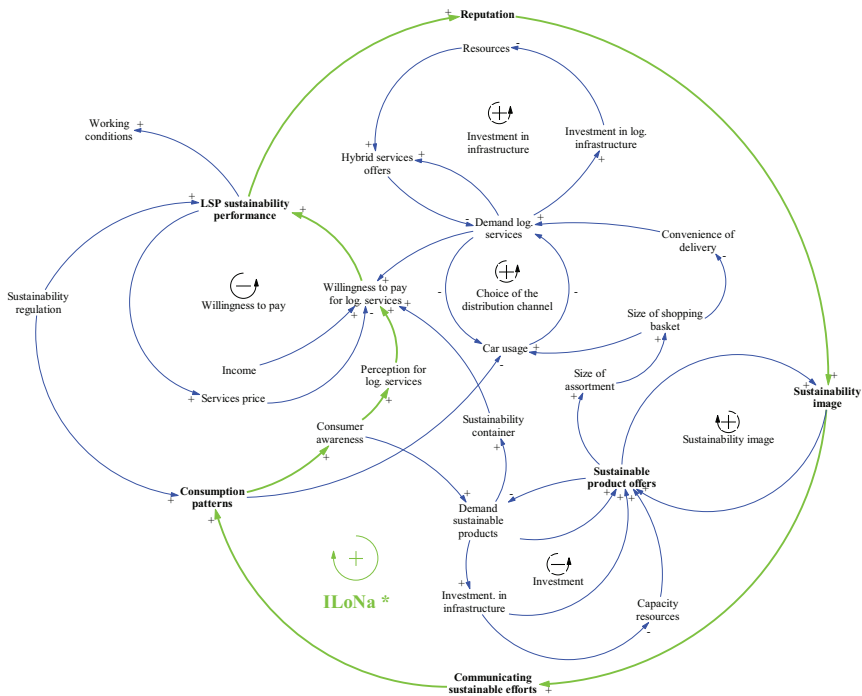 Reputation
Resources
Working
conditions
Investment in
infrastructure
Investment in log.
infrastructure
Hybrid services
offers
LSP sustainability
performance
Demand log.
services
Convenience of
delivery
Sustainability
regulation
Willingness to pay
Willingness to pay
for log. services
Choice of the
distribution channel
Size of shopping
basket
Car usage
Income
Perception for
log. services
Size of
assortment
Sustainability
image
Services price
Consumer
awareness
Sustainability
container
Sustainability image
Sustainable
product offers
Consumption
patterns
Demand
sustainable
products
Investment
Investment. in
infrastructure
ILoNa *
Capacity
resources
Communicating
sustainable efforts